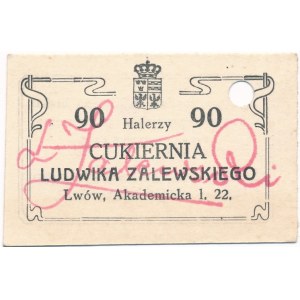 90 Halerzy 90
CUKIERNIA
LUDWIKA ZALEWSKIEGO
Lwów, Akademicka l. 22.